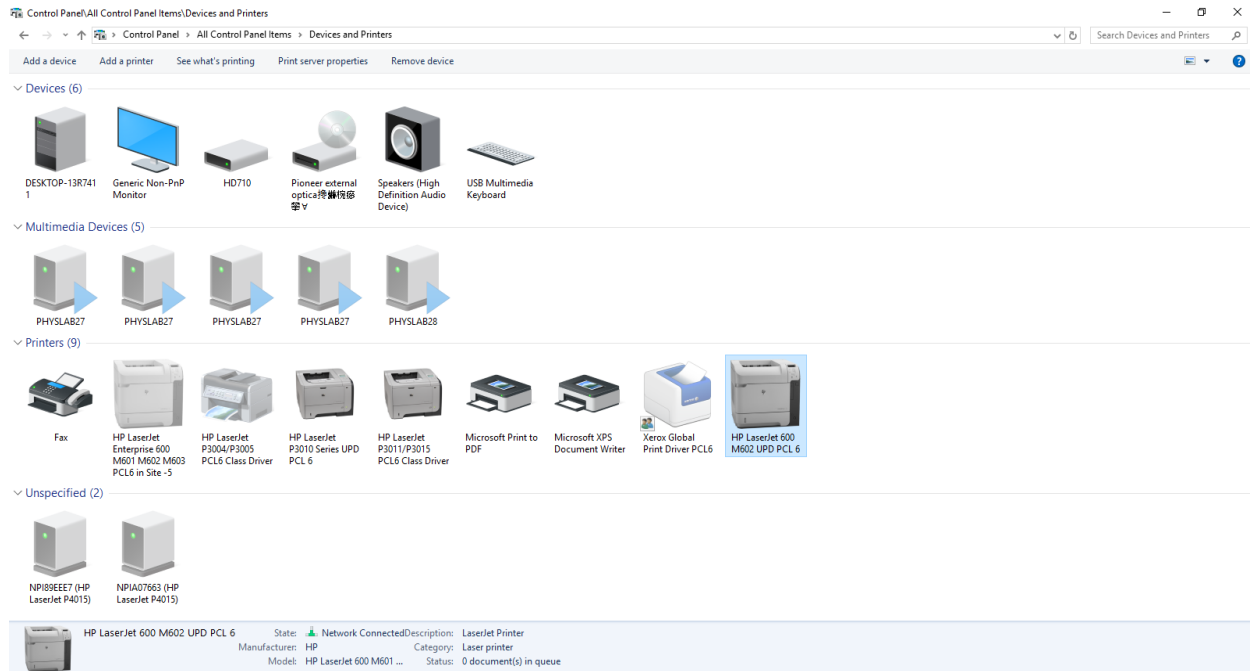 Control Panel\All Control Panel Items\Devices and Printers
Control Panel > All Control Panel Items > Devices and Printers
Search Devices and Printers
Add a device Add a printer See what's printing Print server properties Remove device
Devices (6)
DESKTOP-13R741
1
Generic Non-PnP
Monitor
HD710
Pioneer external
optica
Speakers (High
Definition Audio
Device)
USB Multimedia
Keyboard
Multimedia Devices (5)
PHYSLAB27
PHYSLAB27
PHYSLAB27
PHYSLAB27
PHYSLAB28
Printers (9)
Fax
HP LaserJet
Enterprise 600
M601 M602 M603
PCL6 in Site -5
HP LaserJet
P3004/P3005
PCL6 Class Driver
HP LaserJet
P3010 Series UPD
PCL 6
HP LaserJet
P3011/P3015
PCL6 Class Driver
Microsoft Print to
PDF
Microsoft XPS
Document Writer
Xerox Global
Print Driver PCL6
HP LaserJet 600
M602 UPD PCL 6
Unspecified (2)
NPI89EEE7 (HP
LaserJet P4015)
NPIA07663 (HP
LaserJet P4015)
HP LaserJet 600 M602 UPD PCL 6 State: Network Connected Description: LaserJet Printer
Manufacturer: HP Category: Laser printer
Model: HP LaserJet 600 M601 ... Status: 0 document(s) in queue